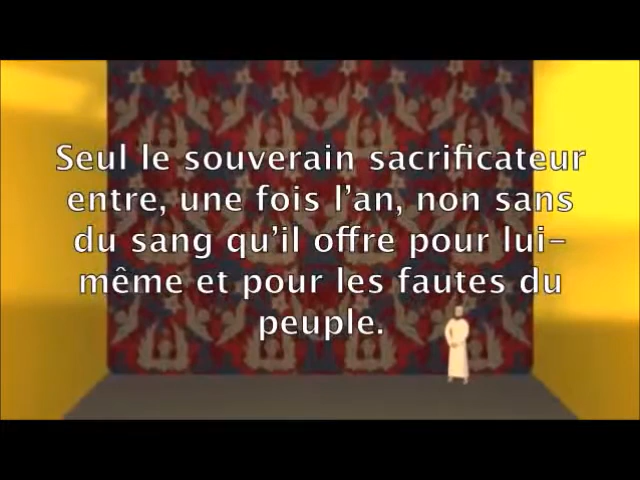 Seul le souverain sacrificateur
entre, une fois l’an, non sans
du sang qu’il offre pour lui-
même et pour les fautes du
peuple.